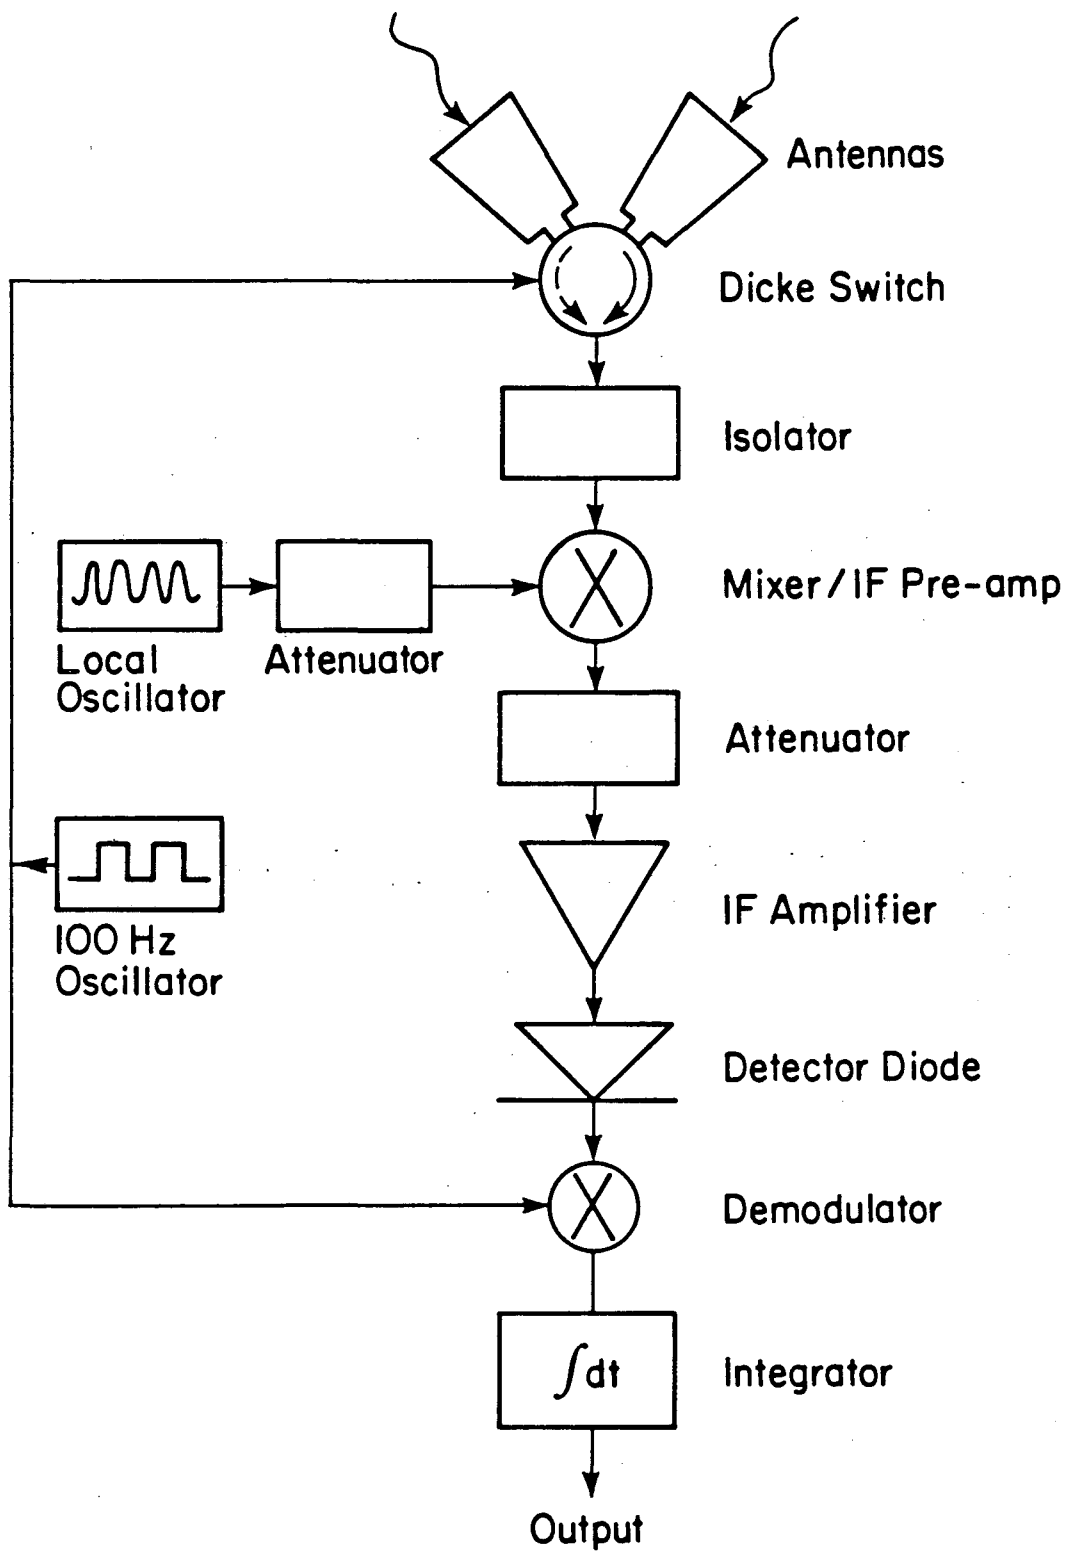 Antennas
Dicke Switch
Isolator
Mixer/IF Pre-amp
Local
Oscillator
Attenuator
Attenuator
100 Hz
Oscillator
IF Amplifier
Detector Diode
Demodulator
∫dt
Integrator
Output